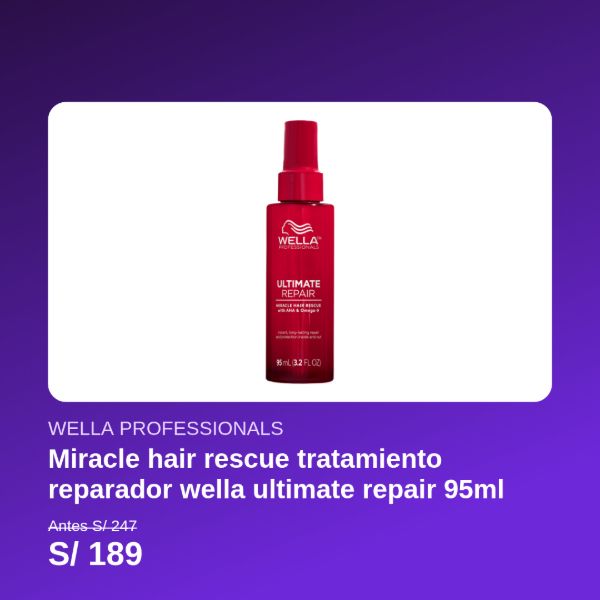 WELLA
PROFESSIONALS
ULTIMATE
REPAIR
MIRACLE HAIR RESCUE
with AHA & Omega-9
95 mL (3.2 FL OZ)
WELLA PROFESSIONALS
Miracle hair rescue tratamiento
reparador wella ultimate repair 95ml
Antes S/ 247
S/ 189